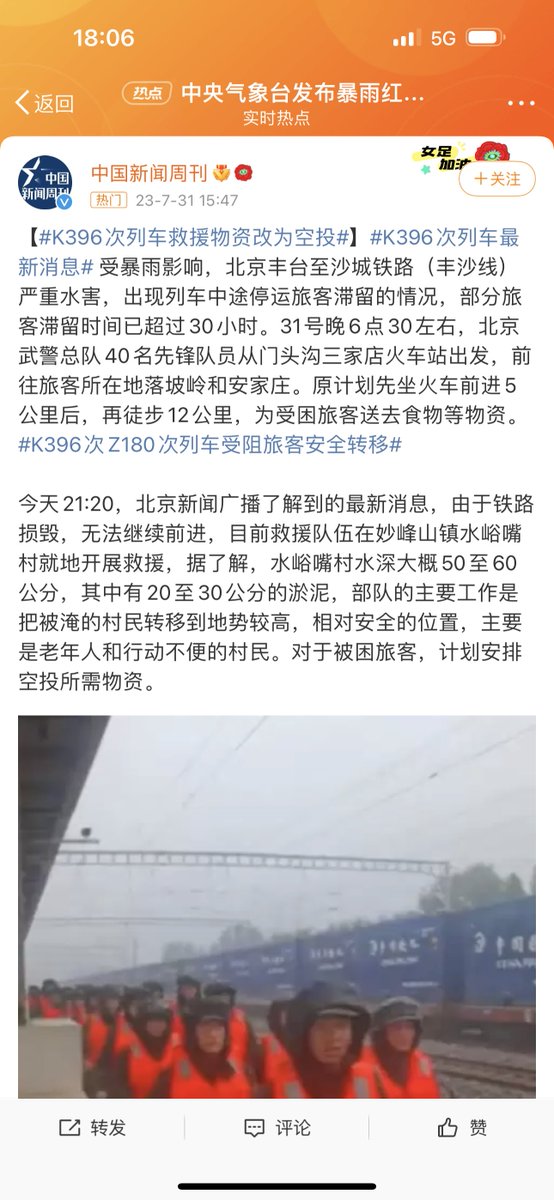 18:06
5G
返回
热点 中央气象台发布暴雨红...
实时热点
中国新闻周刊
中国新闻周刊
女足加油
+关注
热门 23-7-31 15:47
【#K396次列车救援物资改为空投#】#K396次列车最
新消息# 受暴雨影响，北京丰台至沙城铁路（丰沙线）
严重水害，出现列车中途停运旅客滞留的情况，部分旅
客滞留时间已超过30小时。31号晚6点30左右，北京
武警总队40名先锋队员从门头沟三家店火车站出发，前
往旅客所在地落坡岭和安家庄。原计划先坐火车前进5
公里后，再徒步12公里，为受困旅客送去食物等物资。
#K396次Z180次列车受阻旅客安全转移#
今天21:20，北京新闻广播了解到的最新消息，由于铁路
损毁，无法继续前进，目前救援队伍在妙峰山镇水峪嘴
村就地开展救援，据了解，水峪嘴村水深大概50至60
公分，其中有20至30公分的淤泥，部队的主要工作是
把被淹的村民转移到地势较高，相对安全的位置，主要
是老年人和行动不便的村民。对于被困旅客，计划安排
空投所需物资。
转发
评论
赞